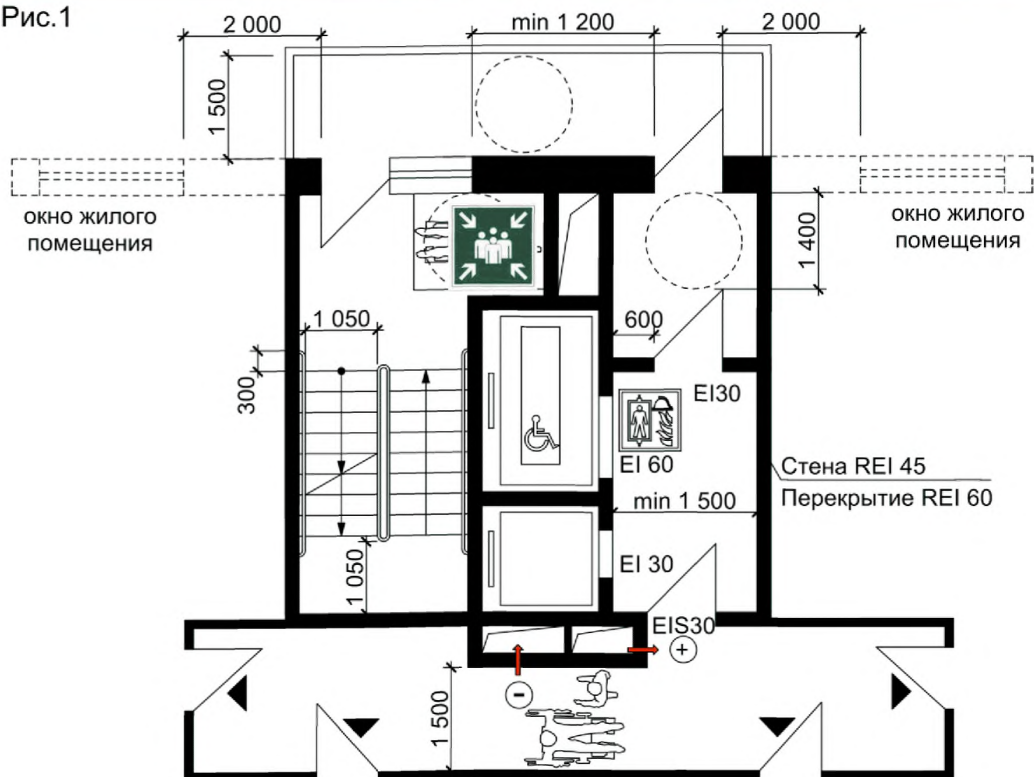 Рис.1
2 000
min 1 200
2 000
1 500
окно жилого
помещения
окно жилого
помещения
1 400
1 050
600
300
EI30
EI 60
Стена REI 45
Перекрытие REI 60
min 1 500
EI 30
1 050
EIS30
+
-
1 500